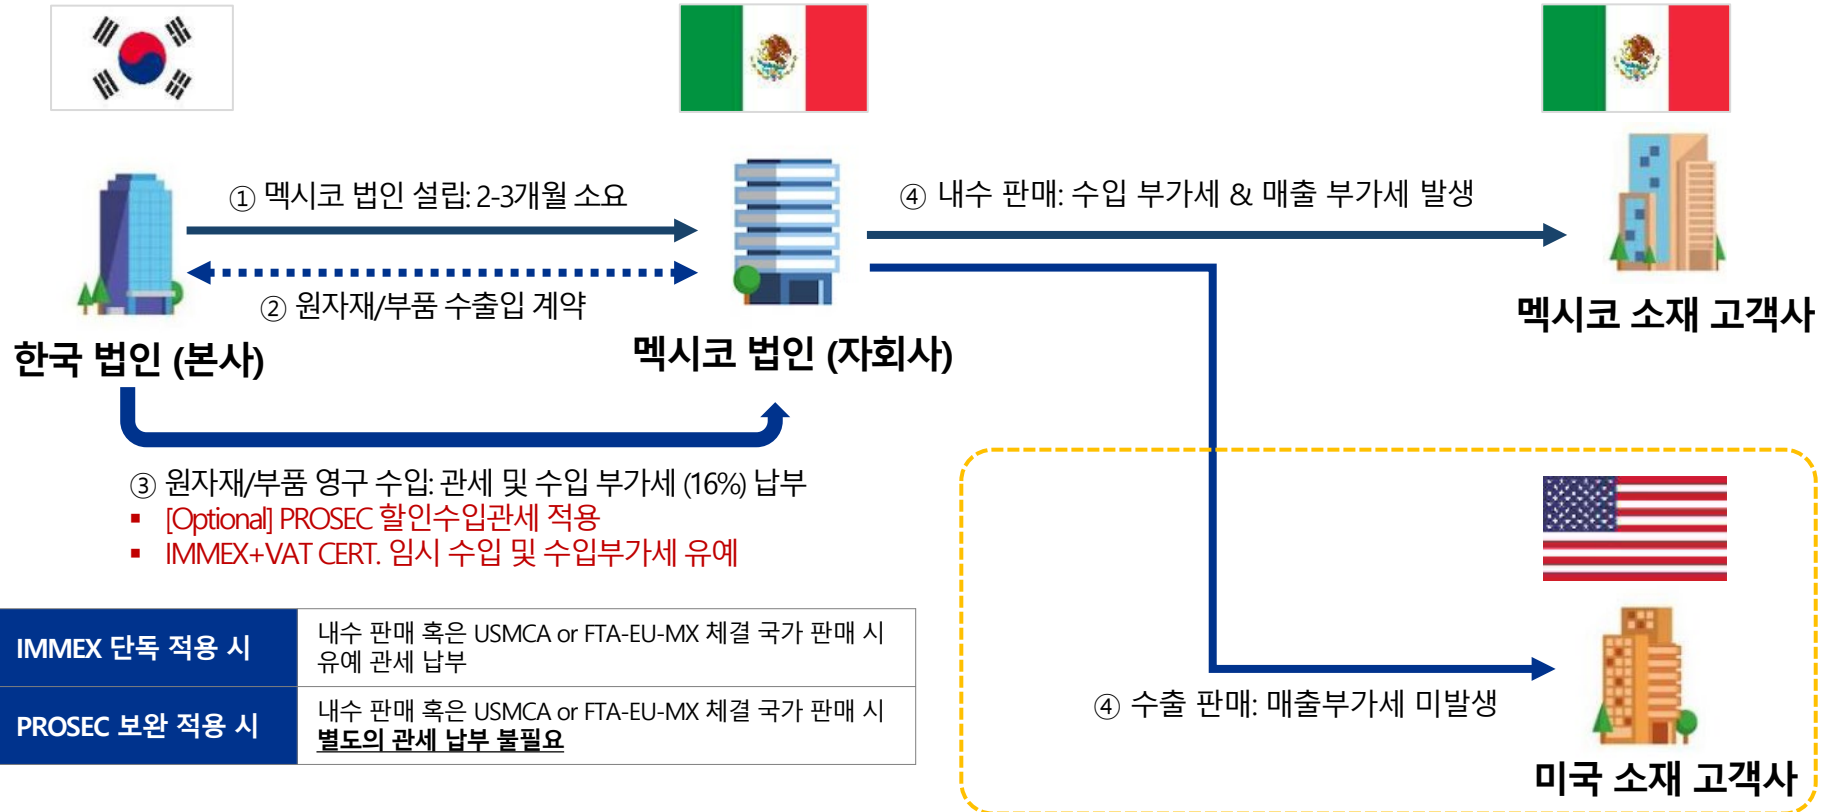 ① 멕시코 법인 설립: 2-3개월 소요
② 원자재/부품 수출입 계약
④ 내수 판매: 수입 부가세 & 매출 부가세 발생
한국 법인 (본사)
멕시코 법인 (자회사)
멕시코 소재 고객사
③ 원자재/부품 영구 수입: 관세 및 수입 부가세 (16%) 납부
▪ [Optional] PROSEC 할인수입관세 적용
▪ IMMEX+VAT CERT. 임시 수입 및 수입부가세 유예
IMMEX 단독 적용 시
내수 판매 혹은 USMCA or FTA-EU-MX 체결 국가 판매 시
유예 관세 납부
PROSEC 보완 적용 시
내수 판매 혹은 USMCA or FTA-EU-MX 체결 국가 판매 시
별도의 관세 납부 불필요
④ 수출 판매: 매출부가세 미발생
미국 소재 고객사